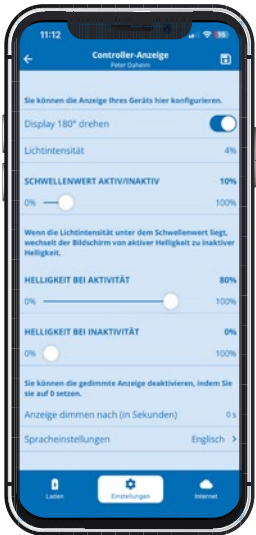 11:12
Controller-Anzeige
Peter Daheim
Sie können die Anzeige Ihres Geräts hier konfigurieren.
Display 180° drehen
Lichtintensität 4%
SCHWELLENWERT AKTIV/INAKTIV 10%
0% 100%
Wenn die Lichtintensität unter dem Schwellenwert liegt,
wechselt der Bildschirm von aktiver Helligkeit zu inaktiver
Helligkeit.
HELLIGKEIT BEI AKTIVITÄT 80%
0% 100%
HELLIGKEIT BEI INAKTIVITÄT 0%
0% 100%
Sie können die gedimmte Anzeige deaktivieren, indem Sie
sie auf 0 setzen.
Anzeige dimmen nach (in Sekunden) 0 s
Spracheinstellungen Englisch >
Laden Einstellungen Internet